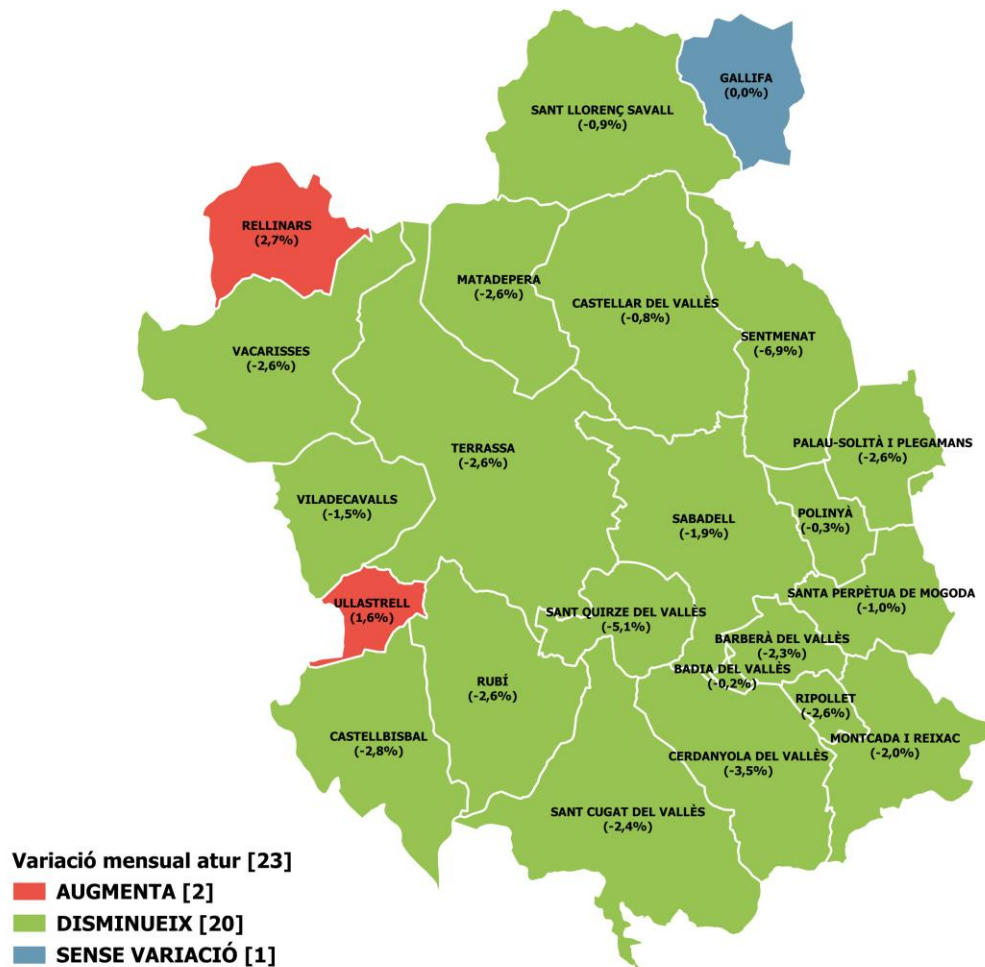 GALLIFA
(0,0%)
SANT LLORENÇ SAVALL
(-0,9%)
RELLINARS
(2,7%)
MATADEPERA
(-2,6%)
CASTELLAR DEL VALLÈS
(-0,8%)
SENTMENAT
(-6,9%)
VACARISSES
(-2,6%)
TERRASSA
(-2,6%)
PALAU-SOLITÀ I PLEGAMANS
(-2,6%)
VILADECAVALLS
(-1,5%)
SABADELL
(-1,9%)
POLINYÀ
(-0,3%)
ULLASTRELL
(1,6%)
SANT QUIRZE DEL VALLÈS
(-5,1%)
SANTA PERPÈTUA DE MOGODA
(-1,0%)
BARBERÀ DEL VALLÈS
(-2,3%)
BADIA DEL VALLÈS
(-0,2%)
RUBÍ
(-2,6%)
RIPOLLET
(-2,6%)
CASTELLBISBAL
(-2,8%)
MONTCADA I REIXAC
(-2,0%)
CERDANYOLA DEL VALLÈS
(-3,5%)
SANT CUGAT DEL VALLÈS
(-2,4%)
Variació mensual atur [23]
AUGMENTA [2]
DISMINUEIX [20]
SENSE VARIACIÓ [1]